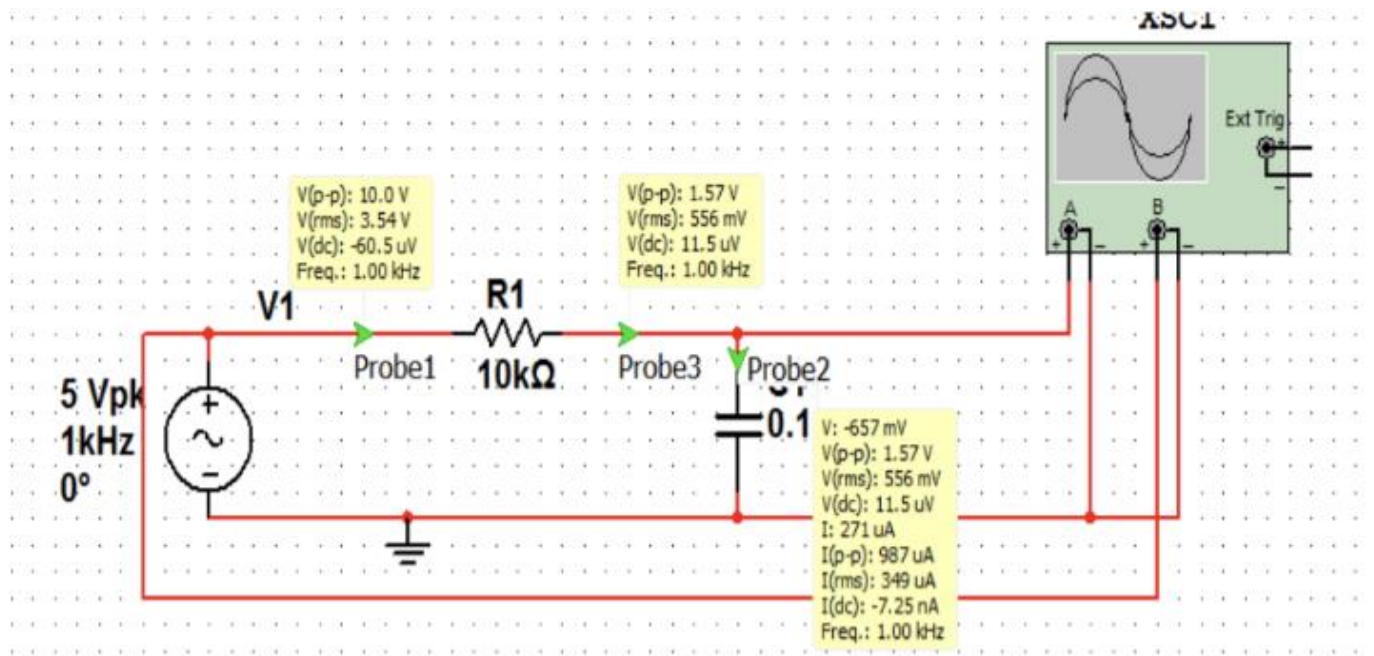 XSC1
Ext Trig
+
−
A
B
+
−
+
−
V(p-p): 10.0 V
V(rms): 3.54 V
V(dc): -60.5 uV
Freq.: 1.00 kHz
V(p-p): 1.57 V
V(rms): 556 mV
V(dc): 11.5 uV
Freq.: 1.00 kHz
V1
R1
Probe1
10kΩ
Probe3
Probe2
5 Vpk
1kHz
0°
+
−
0.1
V: -657 mV
V(p-p): 1.57 V
V(rms): 556 mV
V(dc): 11.5 uV
I: 271 uA
I(p-p): 987 uA
I(rms): 349 uA
I(dc): -7.25 nA
Freq.: 1.00 kHz